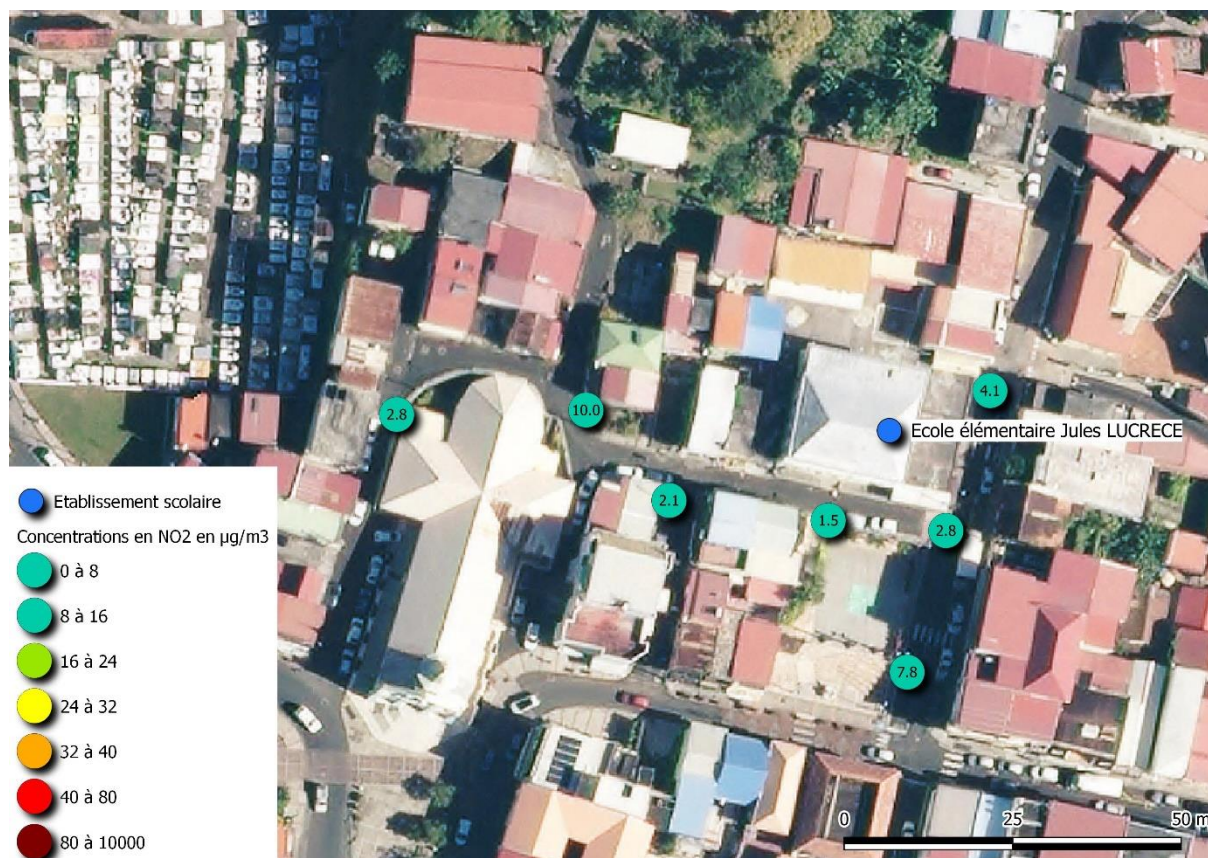 4.1
2.8
10.0
Ecole élémentaire Jules LUCRECE
2.1
1.5
2.8
7.8
Etablissement scolaire
Concentrations en NO2 en µg/m3
0 à 8
8 à 16
16 à 24
24 à 32
32 à 40
40 à 80
80 à 10000
0 25 50 m